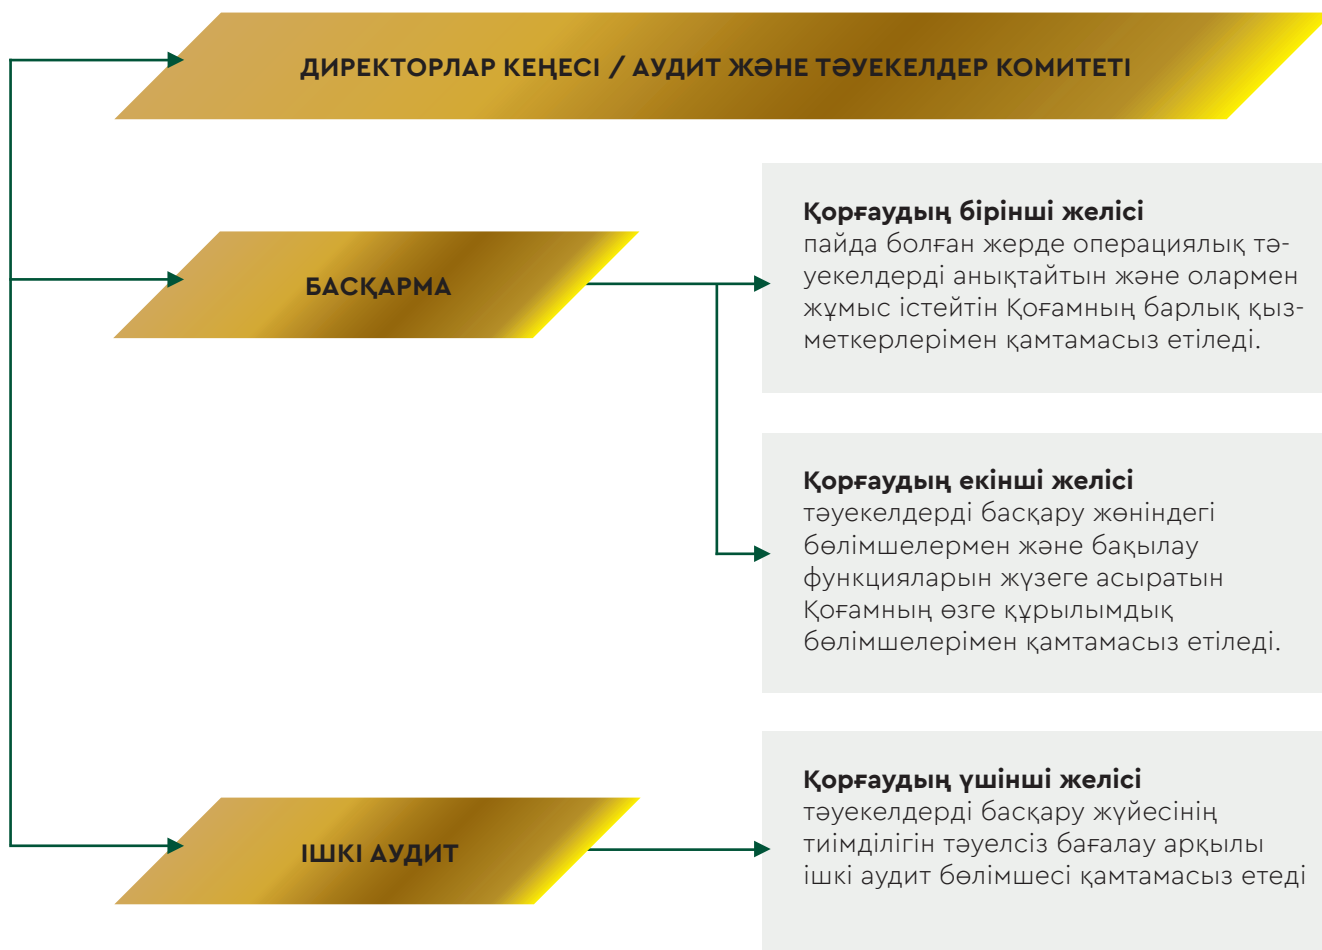 ДИРЕКТОРЛАР КЕҢЕСІ / АУДИТ ЖӘНЕ ТӘУЕКЕЛДЕР КОМИТЕТІ
БАСҚАРМА
Қорғаудың бірінші желісі
пайда болған жерде операциялық тә-
уекелдерді анықтайтын және олармен
жұмыс істейтін Қоғамның барлық қыз-
меткерлерімен қамтамасыз етіледі.
Қорғаудың екінші желісі
тәуекелдерді басқару жөніндегі
бөлімшелермен және бақылау
функцияларын жүзеге асыратын
Қоғамның өзге құрылымдық
бөлімшелерімен қамтамасыз етіледі.
ІШКІ АУДИТ
Қорғаудың үшінші желісі
тәуекелдерді басқару жүйесінің
тиімділігін тәуелсіз бағалау арқылы
ішкі аудит бөлімшесі қамтамасыз етеді